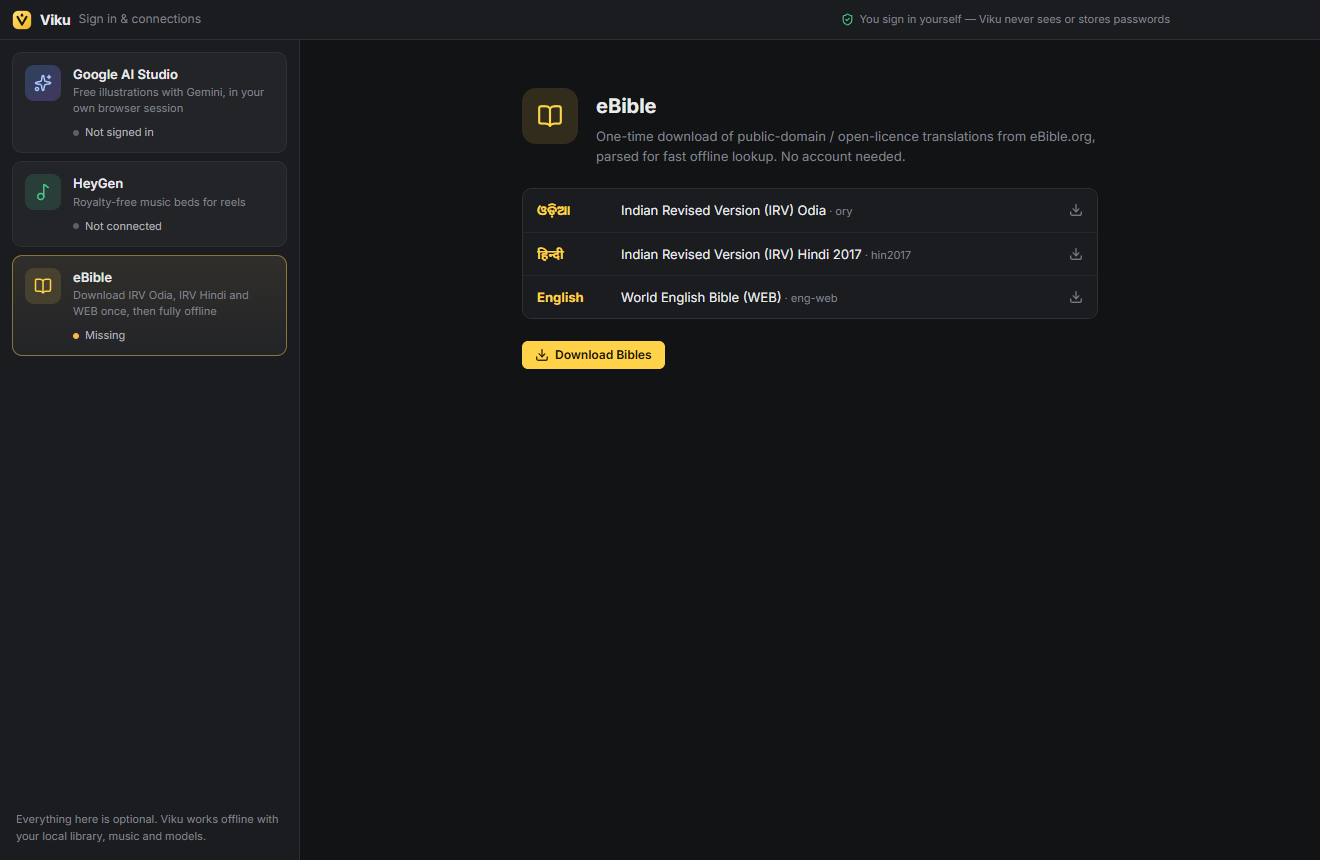 Viku Sign in & connections
You sign in yourself — Viku never sees or stores passwords
Google AI Studio
Free illustrations with Gemini, in your
own browser session
Not signed in
HeyGen
Royalty-free music beds for reels
Not connected
eBible
Download IRV Odia, IRV Hindi and
WEB once, then fully offline
Missing
Everything here is optional. Viku works offline with
your local library, music and models.
eBible
One-time download of public-domain / open-licence translations from eBible.org,
parsed for fast offline lookup. No account needed.
ଓଡ଼ିଆ Indian Revised Version (IRV) Odia · ory
हिन्दी Indian Revised Version (IRV) Hindi 2017 · hin2017
English World English Bible (WEB) · eng-web
Download Bibles